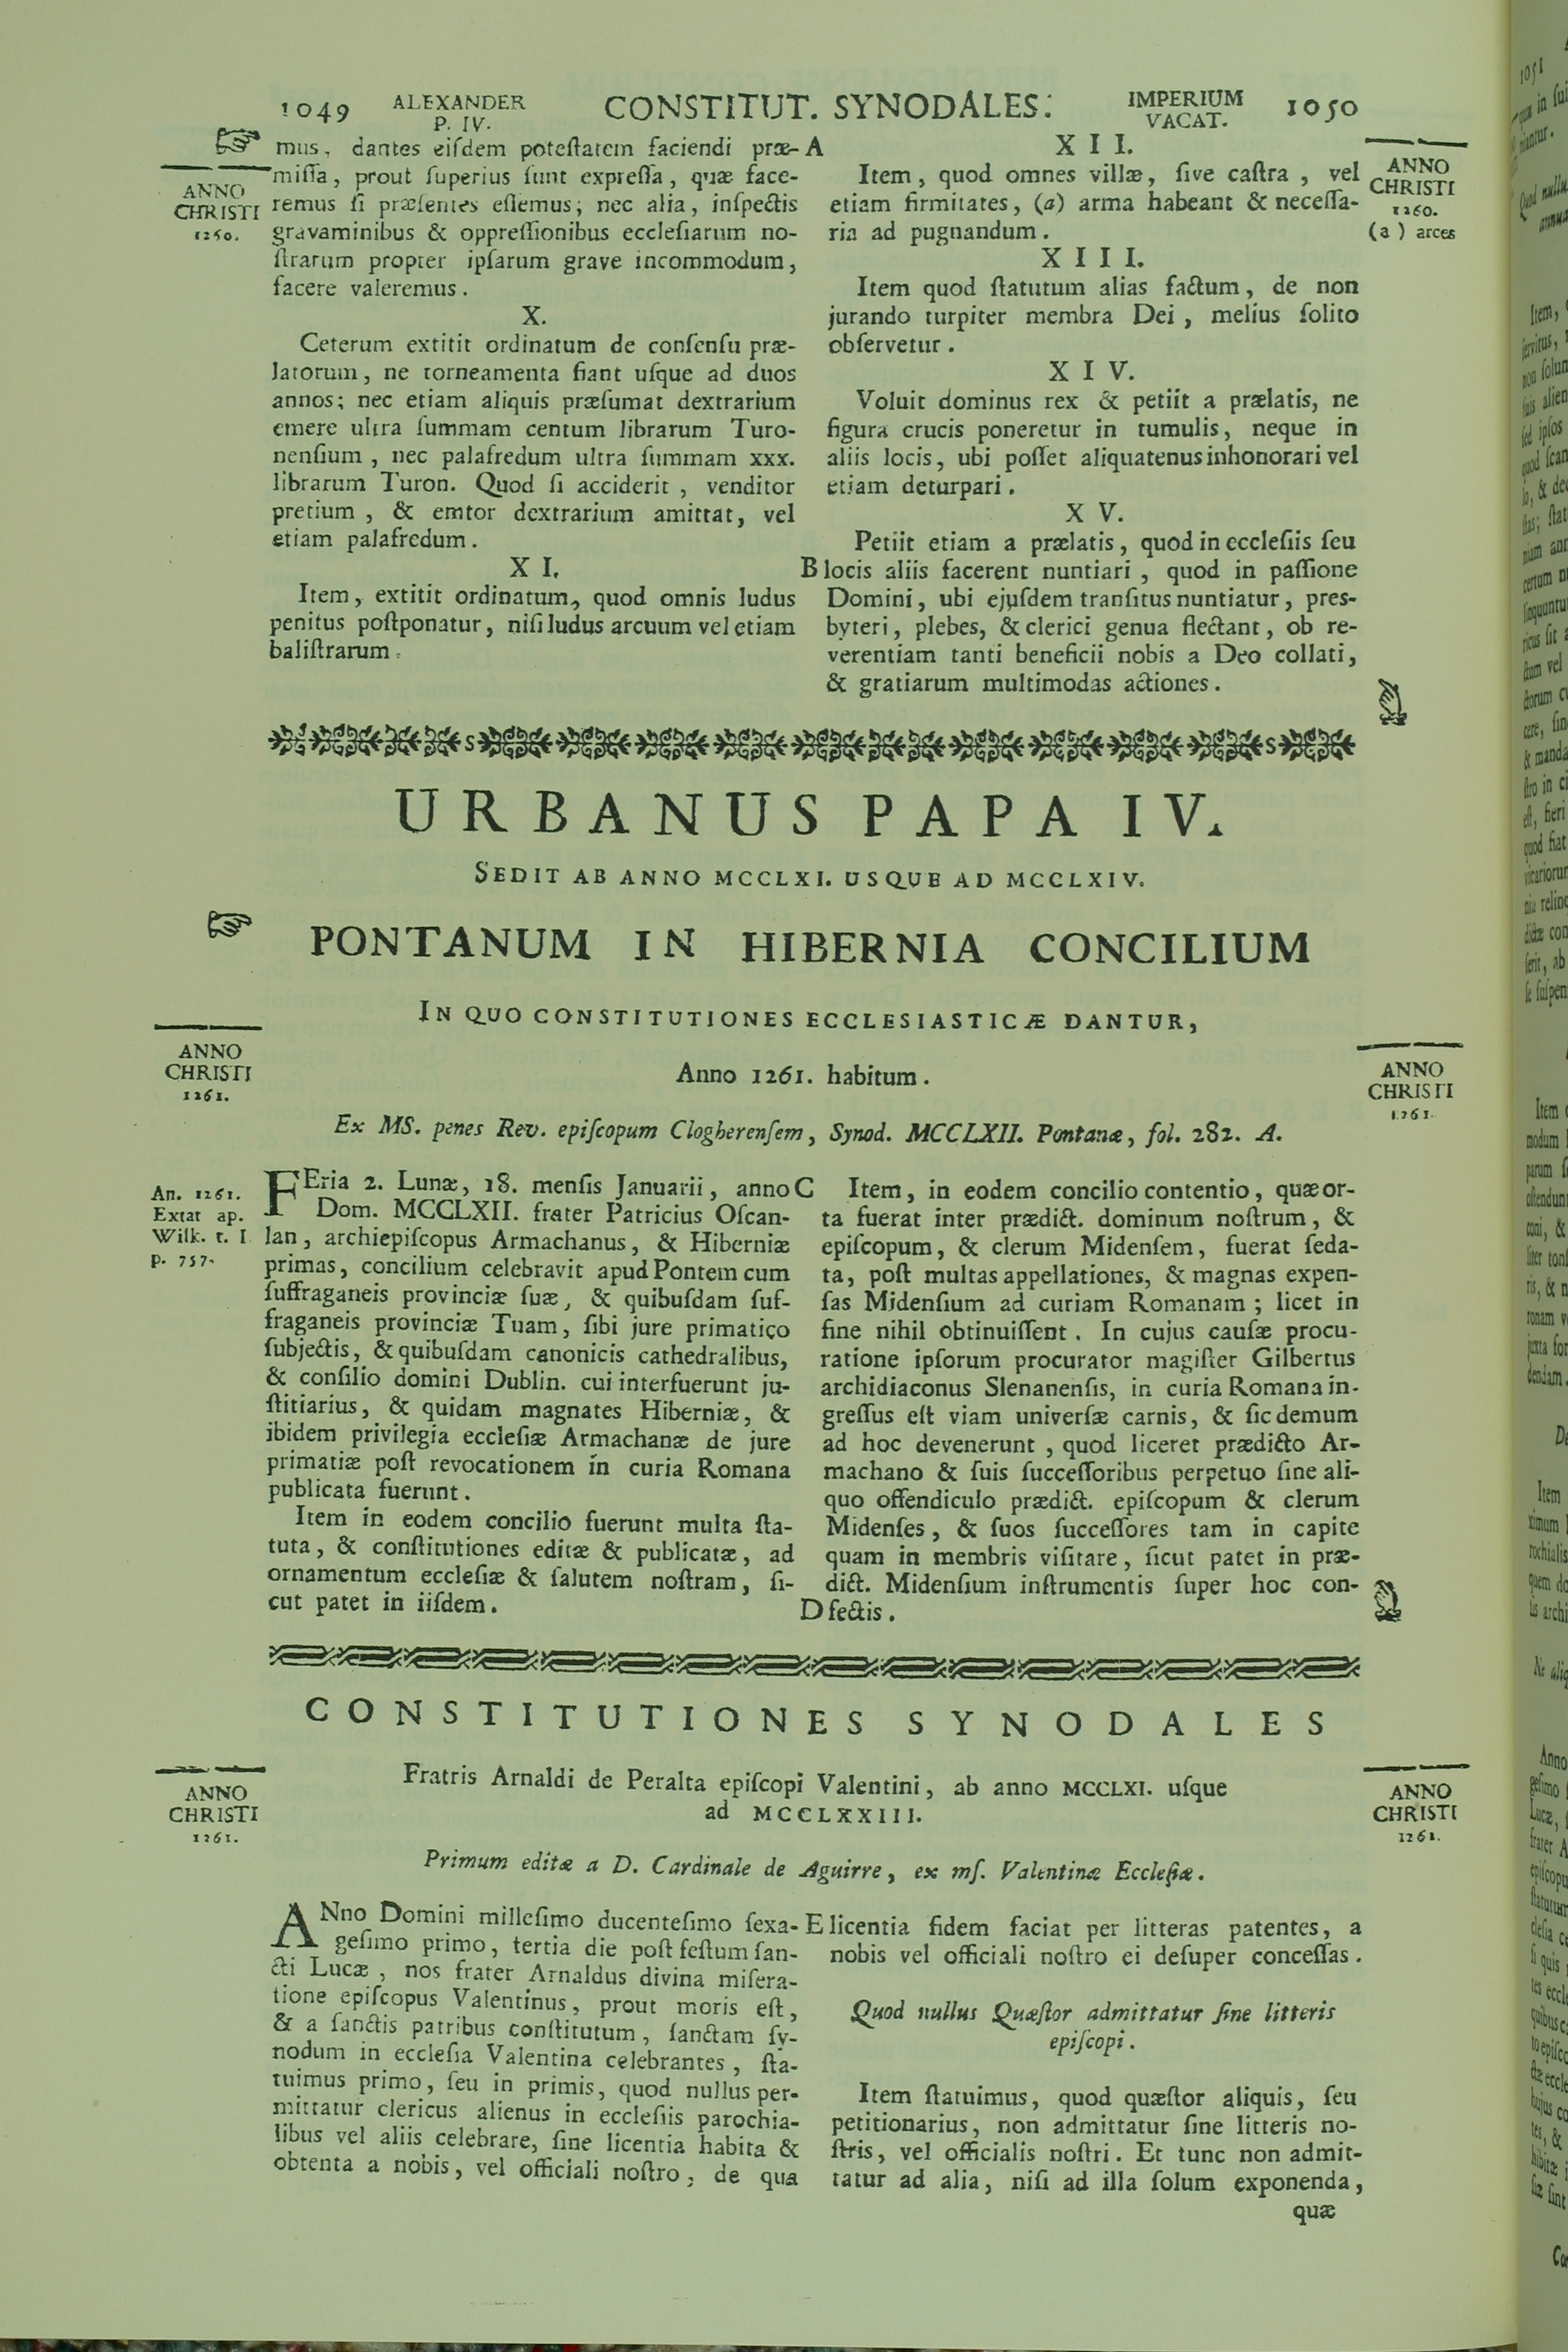 1049 ALEXANDER P. IV. CONSTITUT. SYNODALES. IMPERIUM VACAT. 1050
ANNO
CHRISTI
1260.
mus, dantes eiſdem poteſtatem faciendi præ-
miſſa, prout ſuperius ſunt expreſſa, quæ face-
remus ſi præſentes eſſemus; nec alia, inſpectis
gravaminibus & oppreſſionibus eccleſiarum no-
ſtrarum propter ipſarum grave incommodum,
facere valeremus.
X.
Ceterum extitit ordinatum de conſenſu præ-
latorum, ne torneamenta fiant uſque ad duos
annos; nec etiam aliquis præſumat dextrarium
emere ultra ſummam centum librarum Turo-
nenſium, nec palafredum ultra ſummam xxx.
librarum Turon. Quod ſi acciderit, venditor
pretium, & emtor dextrarium amittat, vel
etiam palafredum.
XI.
Item, extitit ordinatum, quod omnis ludus
penitus poſtponatur, niſi ludus arcuum vel etiam
baliſtrarum.
A
XII.
Item, quod omnes villæ, ſive caſtra, vel
etiam firmitates, (a) arma habeant & neceſſa-
ria ad pugnandum.
XIII.
Item quod ſtatutum alias factum, de non
jurando turpiter membra Dei, melius ſolito
obſervetur.
XIV.
Voluit dominus rex & petiit a prælatis, ne
figura crucis poneretur in tumulis, neque in
aliis locis, ubi poſſet aliquatenus inhonorari vel
etiam deturpari.
XV.
Petiit etiam a prælatis, quod in eccleſiis ſeu
B locis aliis facerent nuntiari, quod in paſſione
Domini, ubi ejuſdem tranſitus nuntiatur, pres-
byteri, plebes, & clerici genua flectant, ob re-
verentiam tanti beneficii nobis a Deo collati,
& gratiarum multimodas actiones.
ANNO
CHRISTI
1260.
(a) arces
URBANUS PAPA IV.
SEDIT AB ANNO MCCLXI. USQUE AD MCCLXIV.
PONTANUM IN HIBERNIA CONCILIUM
IN QUO CONSTITUTIONES ECCLESIASTICÆ DANTUR,
Anno 1261. habitum.
ANNO
CHRISTI
1261.
ANNO
CHRISTI
1261.
Ex MS. penes Rev. epiſcopum Clogherenſem, Synod. MCCLXII. Pontanæ, fol. 282. A.
An. 1261.
Extat ap.
Wilk. t. I
p. 757.
FEria 2. Lunæ, 18. menſis Januarii, anno
Dom. MCCLXII. frater Patricius Oſcan-
lan, archiepiſcopus Armachanus, & Hiberniæ
primas, concilium celebravit apud Pontem cum
ſuffraganeis provinciæ ſuæ, & quibuſdam ſuf-
fraganeis provinciæ Tuam, ſibi jure primatico
ſubjectis, & quibuſdam canonicis cathedralibus,
& conſilio domini Dublin. cui interfuerunt ju-
ſtitiarius, & quidam magnates Hiberniæ, &
ibidem privilegia eccleſiæ Armachanæ de jure
primatiæ poſt revocationem in curia Romana
publicata fuerunt.
Item in eodem concilio fuerunt multa ſta-
tuta, & conſtitutiones editæ & publicatæ, ad
ornamentum eccleſiæ & ſalutem noſtram, ſi-
cut patet in iiſdem.
C Item, in eodem concilio contentio, quæ or-
ta fuerat inter prædict. dominum noſtrum, &
epiſcopum, & clerum Midenſem, fuerat ſeda-
ta, poſt multas appellationes, & magnas expen-
ſas Midenſium ad curiam Romanam; licet in
fine nihil obtinuiſſent. In cujus cauſæ procu-
ratione ipſorum procurator magiſter Gilbertus
archidiaconus Slenanenſis, in curia Romana in-
greſſus eſt viam univerſæ carnis, & ſic demum
ad hoc devenerunt, quod liceret prædicto Ar-
machano & ſuis ſucceſſoribus perpetuo ſine ali-
quo offendiculo prædict. epiſcopum & clerum
Midenſes, & ſuos ſucceſſores tam in capite
quam in membris viſitare, ſicut patet in præ-
dict. Midenſium inſtrumentis ſuper hoc con-
D fectis.
CONSTITUTIONES SYNODALES
Fratris Arnaldi de Peralta epiſcopi Valentini, ab anno MCCLXI. uſque
ad MCCLXXIII.
ANNO
CHRISTI
1261.
ANNO
CHRISTI
1261.
Primum editæ a D. Cardinale de Aguirre, ex mſ. Valentinæ Eccleſiæ.
ANno Domini milleſimo ducenteſimo ſexa-
geſimo primo, tertia die poſt feſtum ſan-
cti Lucæ, nos frater Arnaldus divina miſera-
tione epiſcopus Valentinus, prout moris eſt,
& a ſanctis patribus conſtitutum, ſanctam ſy-
nodum in eccleſia Valentina celebrantes, ſta-
tuimus primo, ſeu in primis, quod nullus per-
mittatur clericus alienus in eccleſiis parochia-
libus vel aliis celebrare, ſine licentia habita &
obtenta a nobis, vel officiali noſtro, de qua
E licentia fidem faciat per litteras patentes, a
nobis vel officiali noſtro ei deſuper conceſſas.
Quod nullus Quæſtor admittatur ſine litteris
epiſcopi.
Item ſtatuimus, quod quæſtor aliquis, ſeu
petitionarius, non admittatur ſine litteris no-
ſtris, vel officialis noſtri. Et tunc non admit-
tatur ad alia, niſi ad illa ſolum exponenda,
quæ